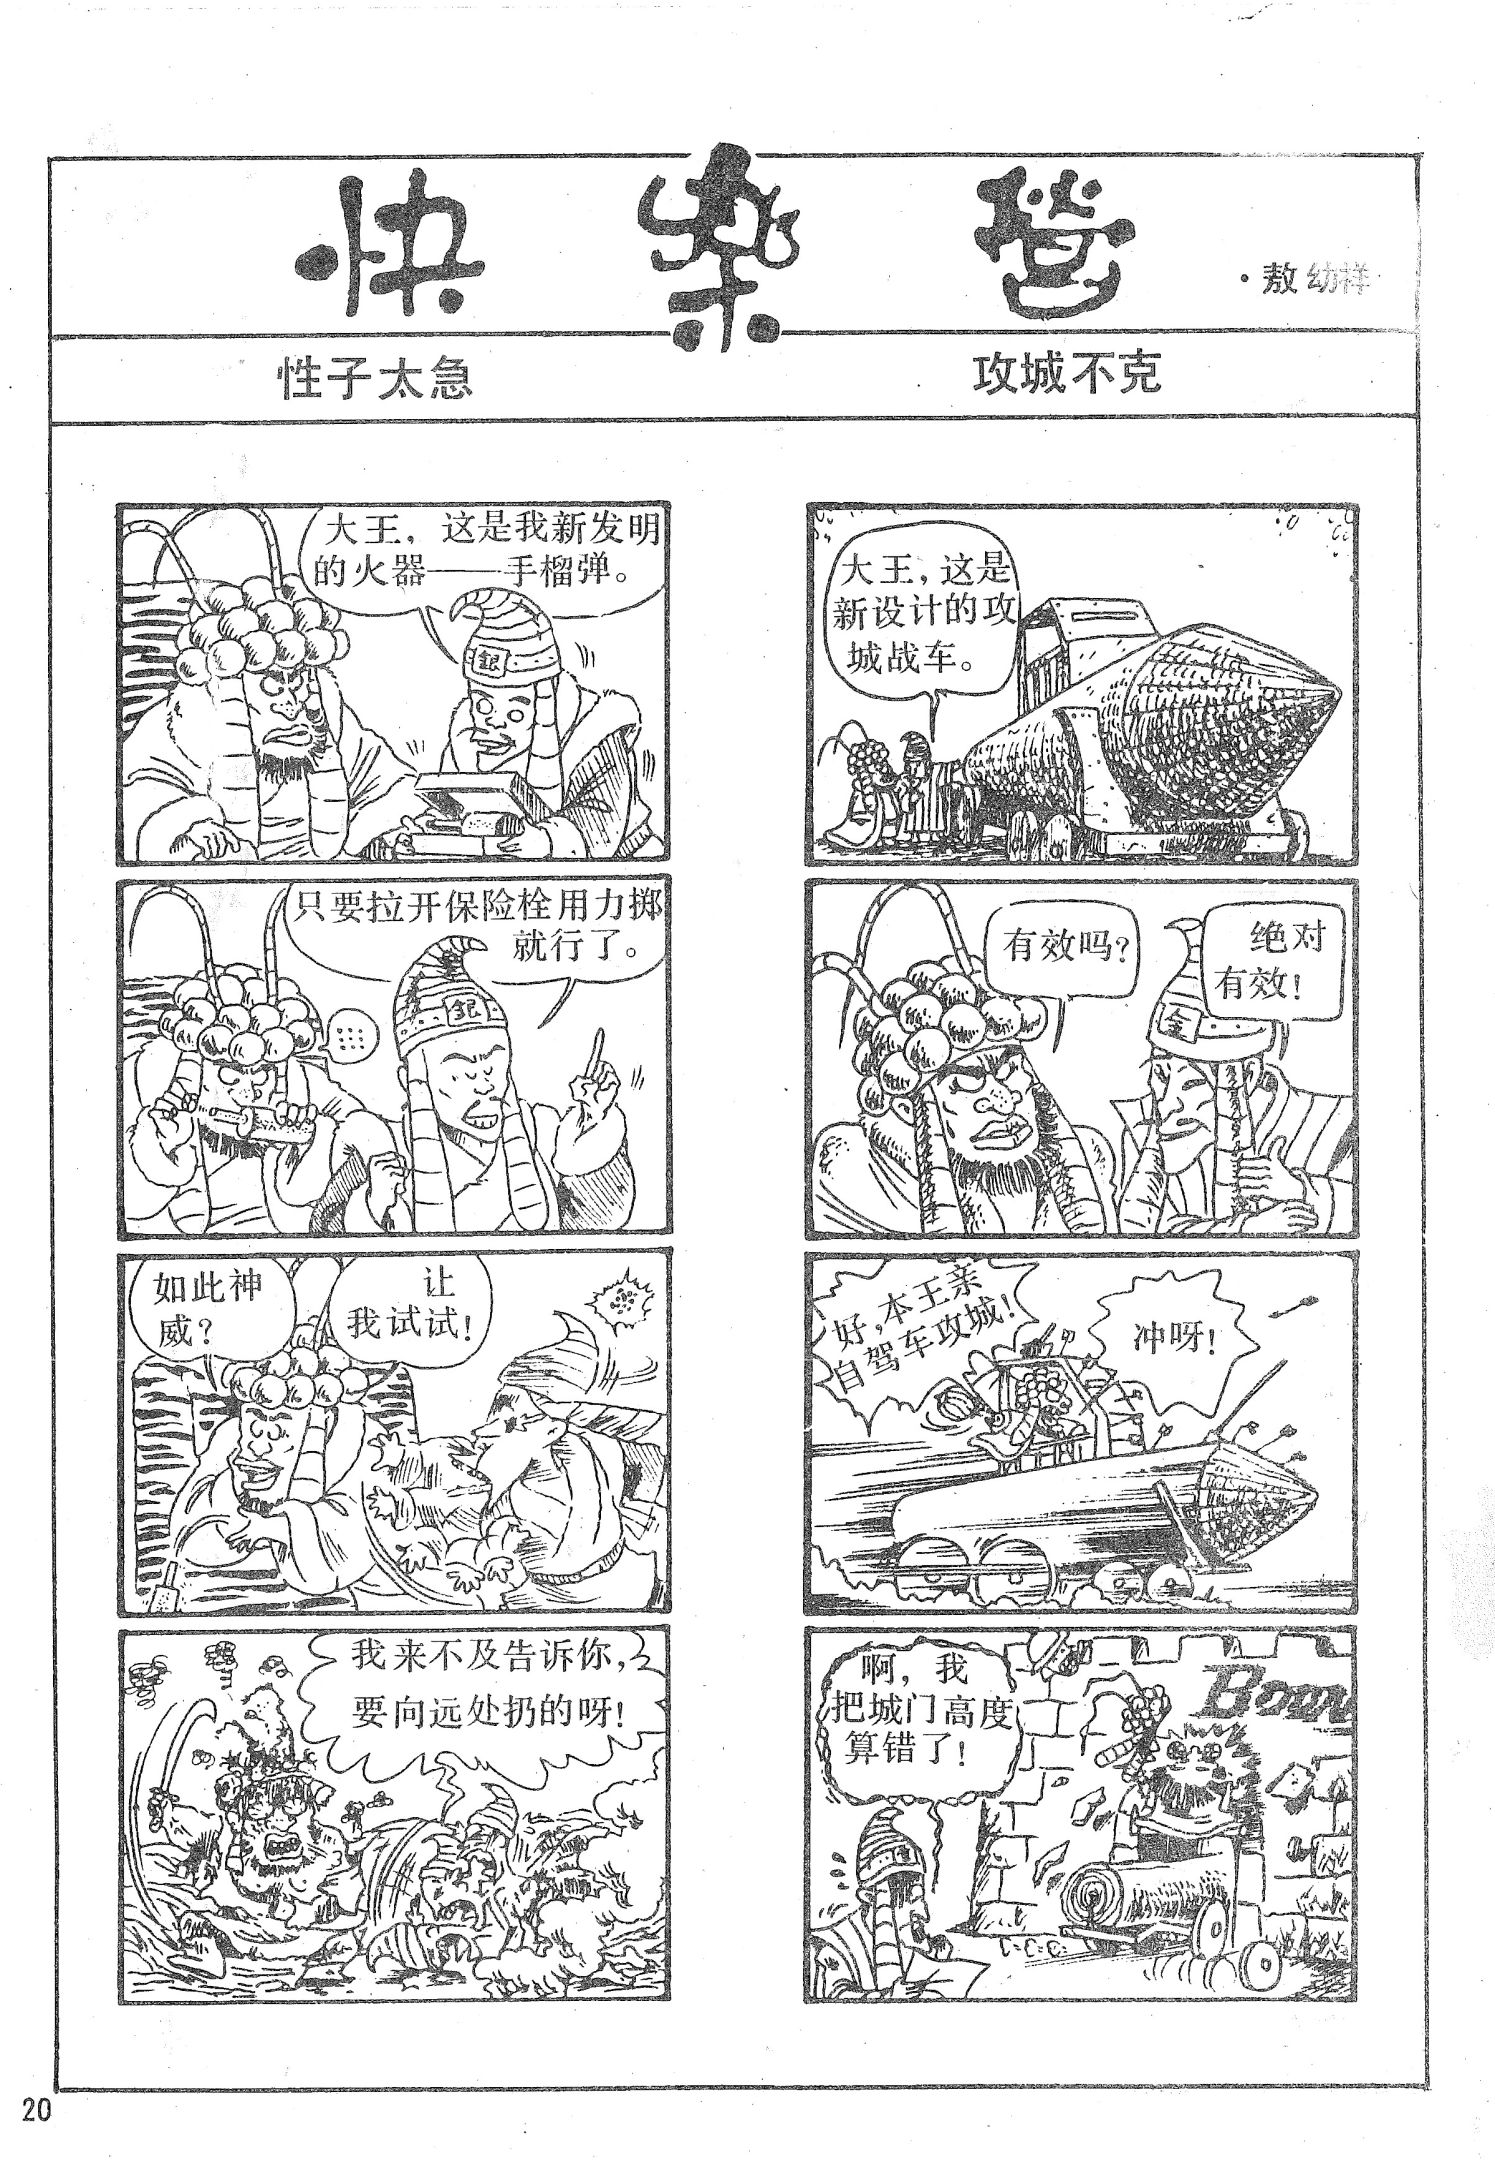 快乐营
·敖幼祥·
性子太急
大王，这是我新发明
的火器——手榴弹。
銀
只要拉开保险栓用力掷
就行了。
······
銀
如此神
威？
让
我试试！
我来不及告诉你，
要向远处扔的呀！
攻城不克
大王，这是
新设计的攻
城战车。
有效吗？
绝对
有效！
金
好，本王亲
自驾车攻城！
冲呀！
啊，我
把城门高度
算错了！
Bom
20